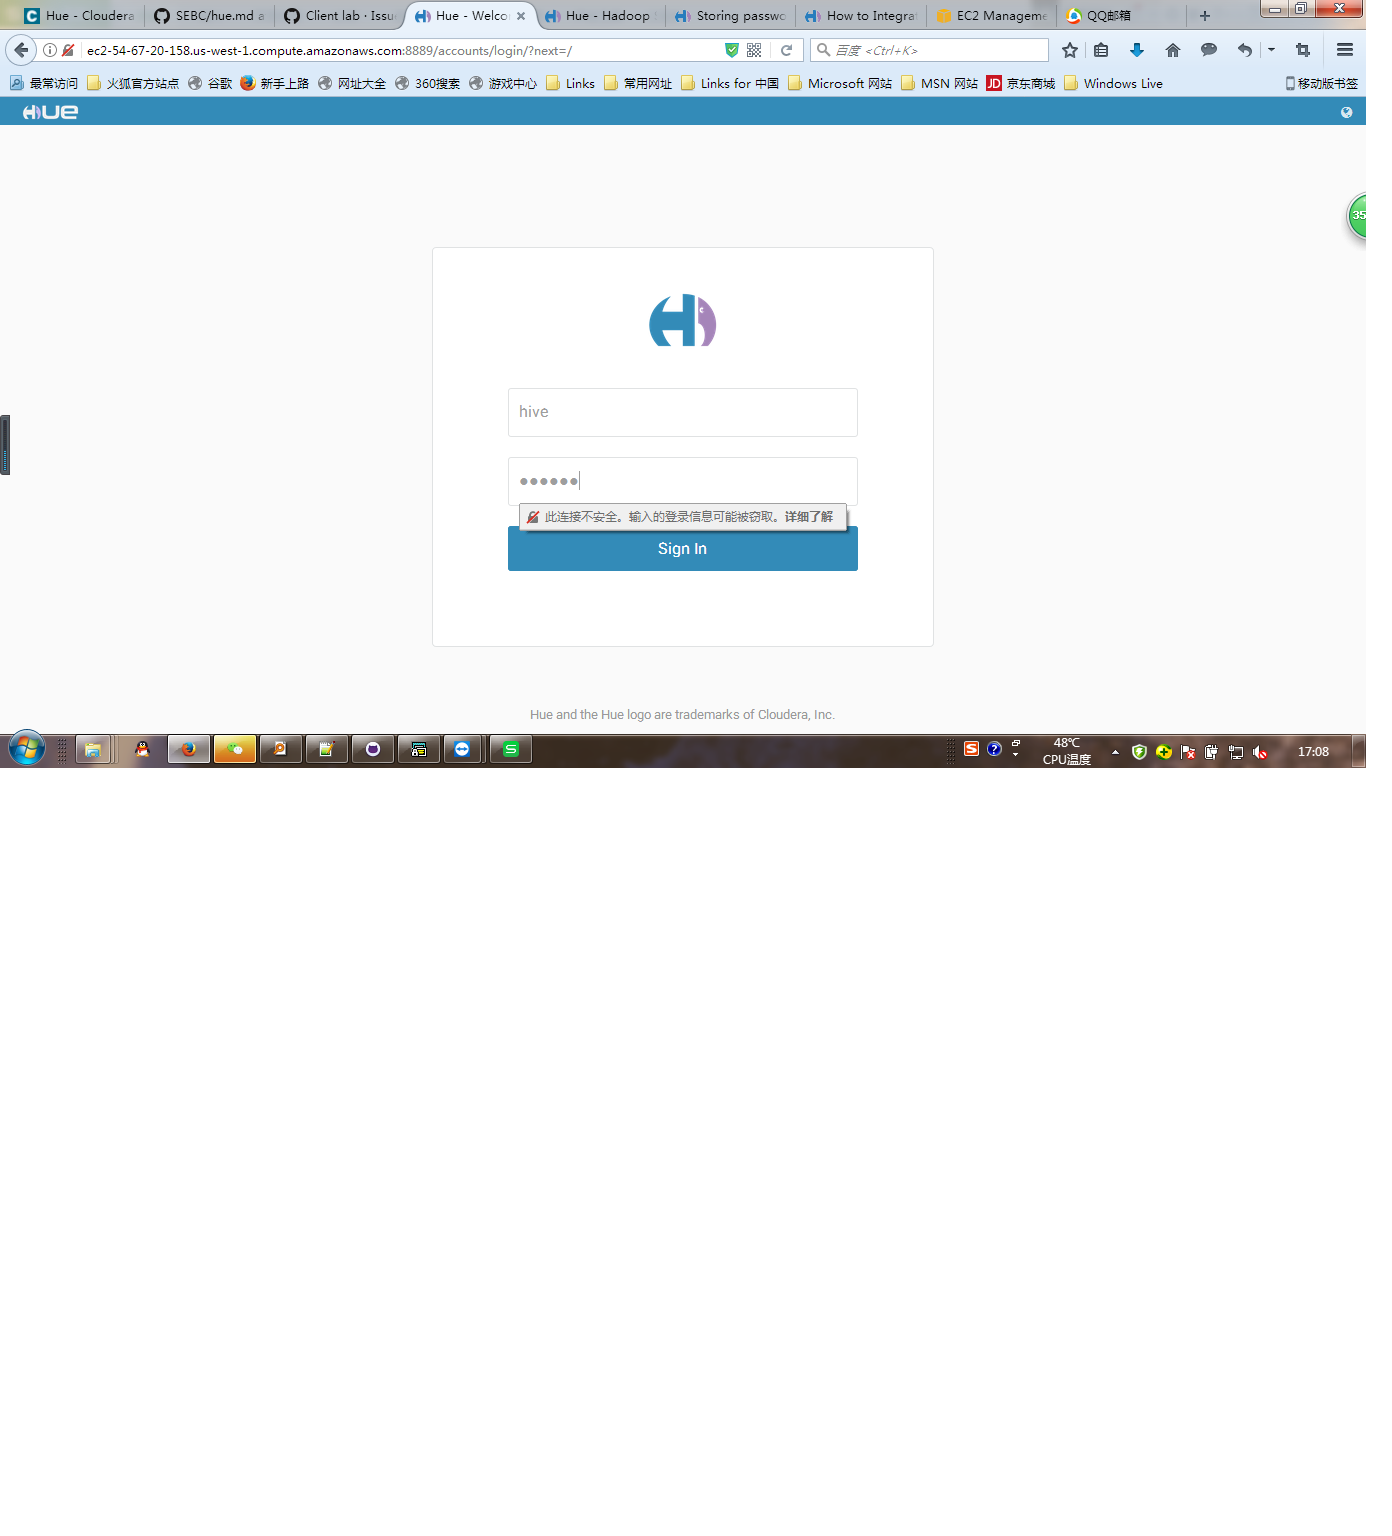 Hue - Cloudera
SEBC/hue.md a
Client lab · Issu
Hue - Welco
Hue - Hadoop
Storing passwo
How to Integra
EC2 Manageme
QQ邮箱
ec2-54-67-20-158.us-west-1.compute.amazonaws.com:8889/accounts/login/?next=/
百度 <Ctrl+K>
最常访问 火狐官方站点 谷歌 新手上路 网址大全 360搜索 游戏中心 Links 常用网址 Links for 中国 Microsoft 网站 MSN 网站 JD 京东商城 Windows Live 移动版书签
HUE
35
hive
此连接不安全。输入的登录信息可能被窃取。详细了解
Sign In
Hue and the Hue logo are trademarks of Cloudera, Inc.
48℃
CPU温度
17:08